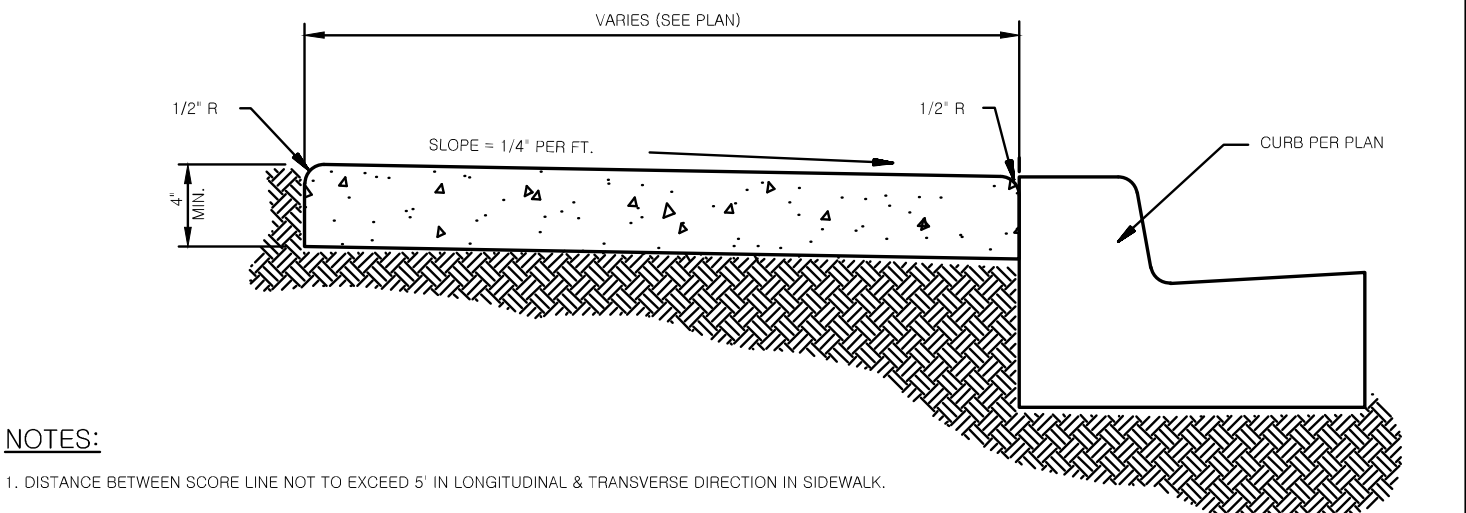 VARIES (SEE PLAN)
1/2" R
1/2" R
SLOPE = 1/4" PER FT.
CURB PER PLAN
4"
MIN.
NOTES:
1. DISTANCE BETWEEN SCORE LINE NOT TO EXCEED 5' IN LONGITUDINAL & TRANSVERSE DIRECTION IN SIDEWALK.